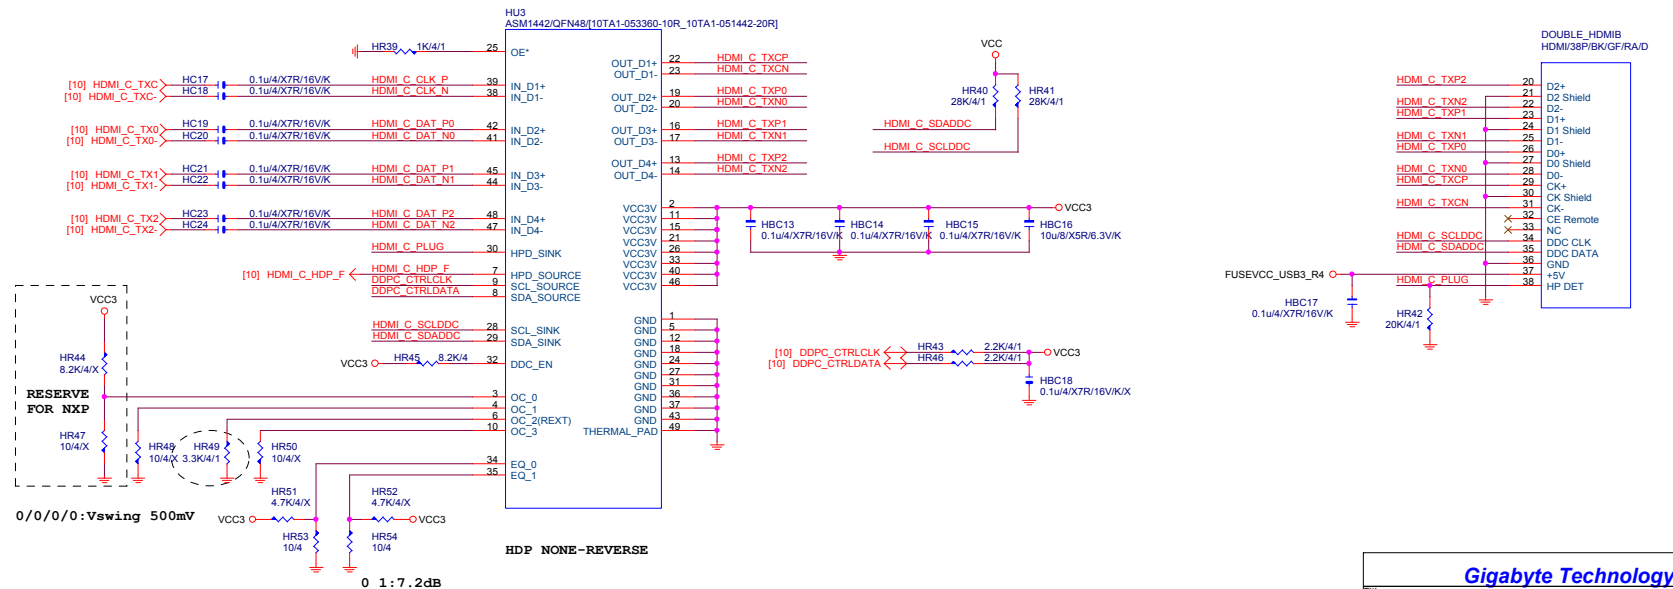 HU3
ASM1442/QFN48/[10TA1-053360-10R_10TA1-051442-20R]
HR39 1K/4/1 25 OE*
[10] HDMI_C_TXC HC17 0.1u/4/X7R/16V/K HDMI_C_CLK_P 39 IN_D1+
[10] HDMI_C_TXC- HC18 0.1u/4/X7R/16V/K HDMI_C_CLK_N 38 IN_D1-
[10] HDMI_C_TX0 HC19 0.1u/4/X7R/16V/K HDMI_C_DAT_P0 42 IN_D2+
[10] HDMI_C_TX0- HC20 0.1u/4/X7R/16V/K HDMI_C_DAT_N0 41 IN_D2-
[10] HDMI_C_TX1 HC21 0.1u/4/X7R/16V/K HDMI_C_DAT_P1 45 IN_D3+
[10] HDMI_C_TX1- HC22 0.1u/4/X7R/16V/K HDMI_C_DAT_N1 44 IN_D3-
[10] HDMI_C_TX2 HC23 0.1u/4/X7R/16V/K HDMI_C_DAT_P2 48 IN_D4+
[10] HDMI_C_TX2- HC24 0.1u/4/X7R/16V/K HDMI_C_DAT_N2 47 IN_D4-
HDMI_C_PLUG 30 HPD_SINK
[10] HDMI_C_HDP_F HDMI_C_HDP_F 7 HPD_SOURCE
DDPC_CTRLCLK 9 SCL_SOURCE
DDPC_CTRLDATA 8 SDA_SOURCE
HDMI_C_SCLDDC 28 SCL_SINK
HDMI_C_SDADDC 29 SDA_SINK
VCC3 HR45 8.2K/4 32 DDC_EN
3 OC_0
4 OC_1
6 OC_2(REXT)
10 OC_3
34 EQ_0
35 EQ_1
OUT_D1+ 22 HDMI_C_TXCP
OUT_D1- 23 HDMI_C_TXCN
OUT_D2+ 19 HDMI_C_TXP0
OUT_D2- 20 HDMI_C_TXN0
OUT_D3+ 16 HDMI_C_TXP1
OUT_D3- 17 HDMI_C_TXN1
OUT_D4+ 13 HDMI_C_TXP2
OUT_D4- 14 HDMI_C_TXN2
VCC3V 2
VCC3V 11
VCC3V 15
VCC3V 21
VCC3V 26
VCC3V 33
VCC3V 40
VCC3V 46
GND 1
GND 5
GND 12
GND 18
GND 24
GND 27
GND 31
GND 36
GND 37
GND 43
THERMAL_PAD 49
VCC3
HR44
8.2K/4/X
RESERVE
FOR NXP
HR47
10/4/X
HR48
10/4/X
HR49
3.3K/4/1
HR50
10/4/X
0/0/0/0:Vswing 500mV
HR51
4.7K/4/X
VCC3
HR52
4.7K/4/X
VCC3
HR53
10/4
HR54
10/4
0 1:7.2dB
HDP NONE-REVERSE
VCC
HR40
28K/4/1
HR41
28K/4/1
HDMI_C_SDADDC
HDMI_C_SCLDDC
VCC3
HBC13
0.1u/4/X7R/16V/K
HBC14
0.1u/4/X7R/16V/K
HBC15
0.1u/4/X7R/16V/K
HBC16
10u/8/X5R/6.3V/K
[10] DDPC_CTRLCLK HR43 2.2K/4/1 VCC3
[10] DDPC_CTRLDATA HR46 2.2K/4/1
HBC18
0.1u/4/X7R/16V/K/X
DOUBLE_HDMIB
HDMI/38P/BK/GF/RA/D
HDMI_C_TXP2 20 D2+
21 D2 Shield
HDMI_C_TXN2 22 D2-
HDMI_C_TXP1 23 D1+
24 D1 Shield
HDMI_C_TXN1 25 D1-
HDMI_C_TXP0 26 D0+
27 D0 Shield
HDMI_C_TXN0 28 D0-
HDMI_C_TXCP 29 CK+
30 CK Shield
HDMI_C_TXCN 31 CK-
32 CE Remote
33 NC
HDMI_C_SCLDDC 34 DDC CLK
HDMI_C_SDADDC 35 DDC DATA
36 GND
FUSEVCC_USB3_R4 37 +5V
HDMI_C_PLUG 38 HP DET
HBC17
0.1u/4/X7R/16V/K
HR42
20K/4/1
Gigabyte Technology